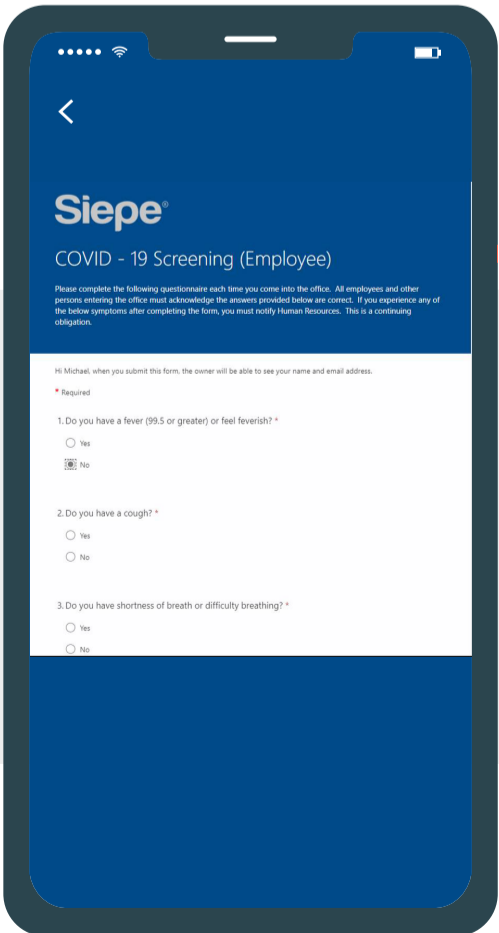 Siepe®
COVID - 19 Screening (Employee)
Please complete the following questionnaire each time you come into the office. All employees and other
persons entering the office must acknowledge the answers provided below are correct. If you experience any of
the below symptoms after completing the form, you must notify Human Resources. This is a continuing
obligation.
Hi Michael, when you submit this form, the owner will be able to see your name and email address.
* Required
1. Do you have a fever (99.5 or greater) or feel feverish? *
Yes
No
2. Do you have a cough? *
Yes
No
3. Do you have shortness of breath or difficulty breathing? *
Yes
No